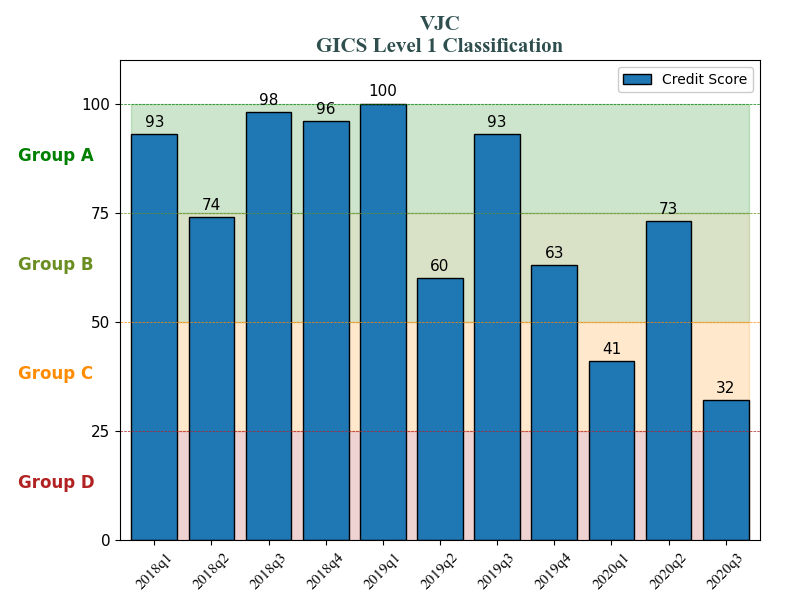 VJC
GICS Level 1 Classification
Credit Score
100
75
50
25
0
Group A
Group B
Group C
Group D
93
74
98
96
100
60
93
63
41
73
32
2018q1
2018q2
2018q3
2018q4
2019q1
2019q2
2019q3
2019q4
2020q1
2020q2
2020q3